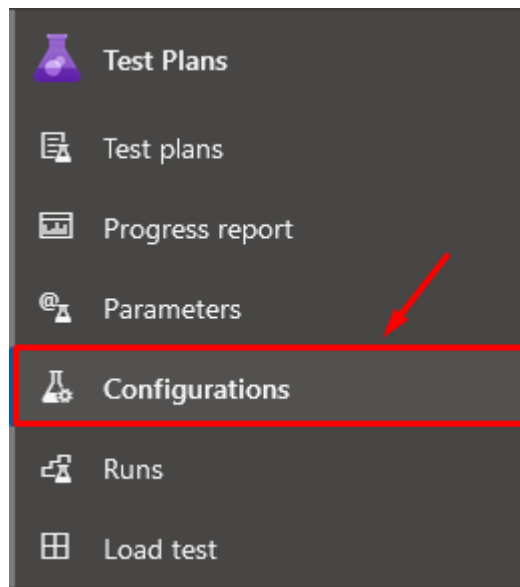 Test Plans
Test plans
Progress report
Parameters
Configurations
Runs
Load test